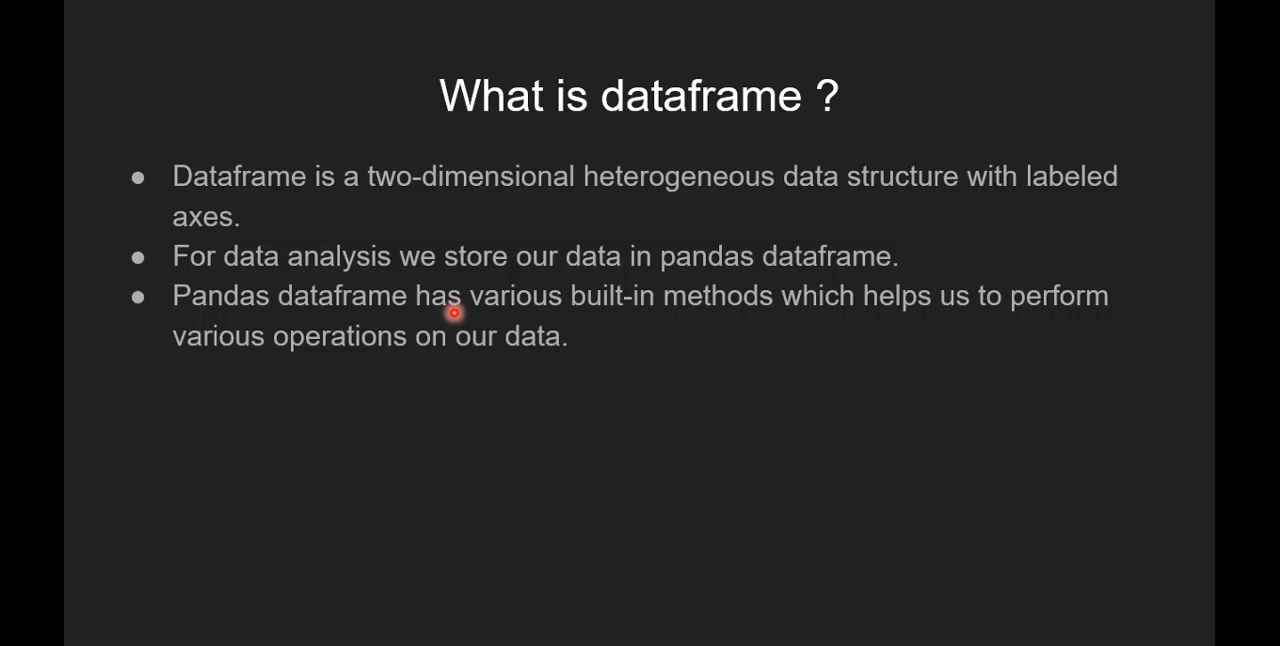 What is dataframe ?
● Dataframe is a two-dimensional heterogeneous data structure with labeled
axes.
● For data analysis we store our data in pandas dataframe.
● Pandas dataframe has various built-in methods which helps us to perform
various operations on our data.